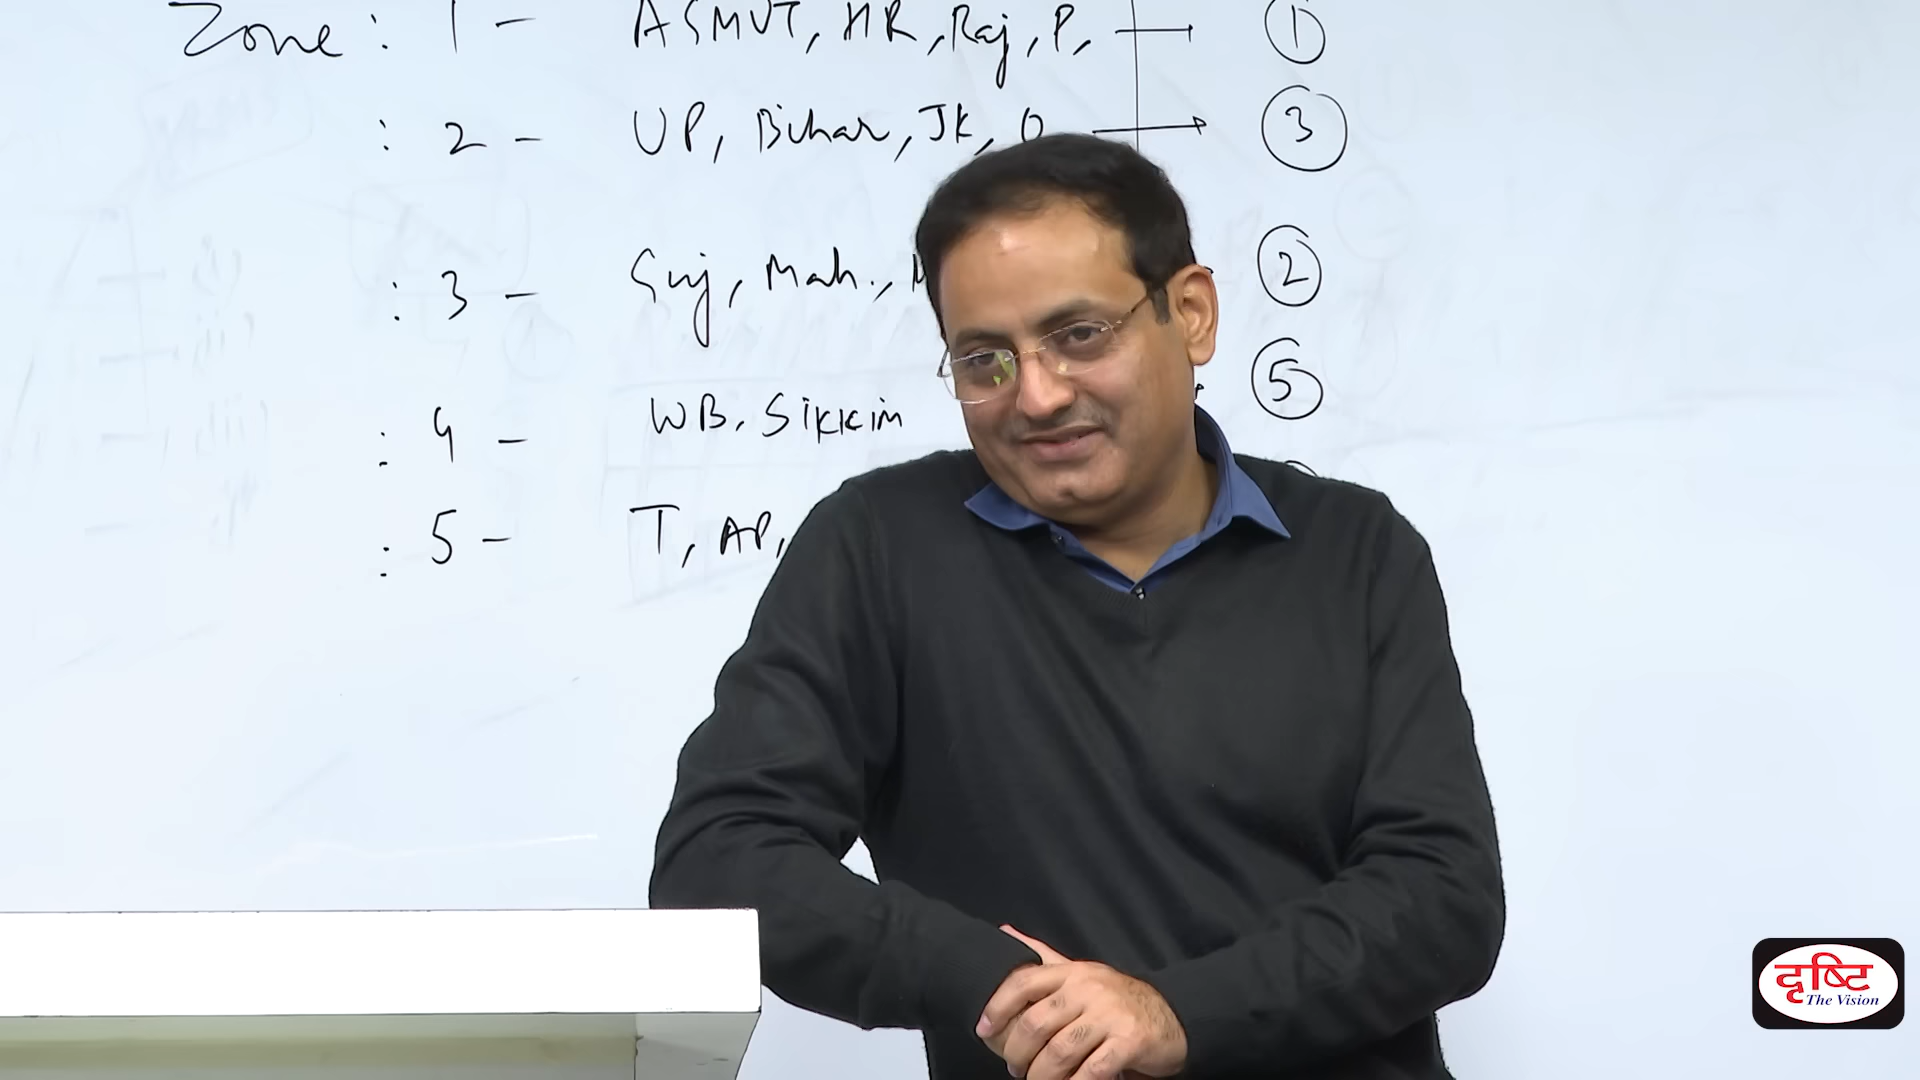 Zone : 1 - ASMUT, HR, Raj, P, → ①
: 2 - UP, Bihar, JK, O → ③
: 3 - Guj, Mah., ②
: 4 - WB, Sikkim ⑤
: 5 - T, AP,
दृष्टि
The Vision